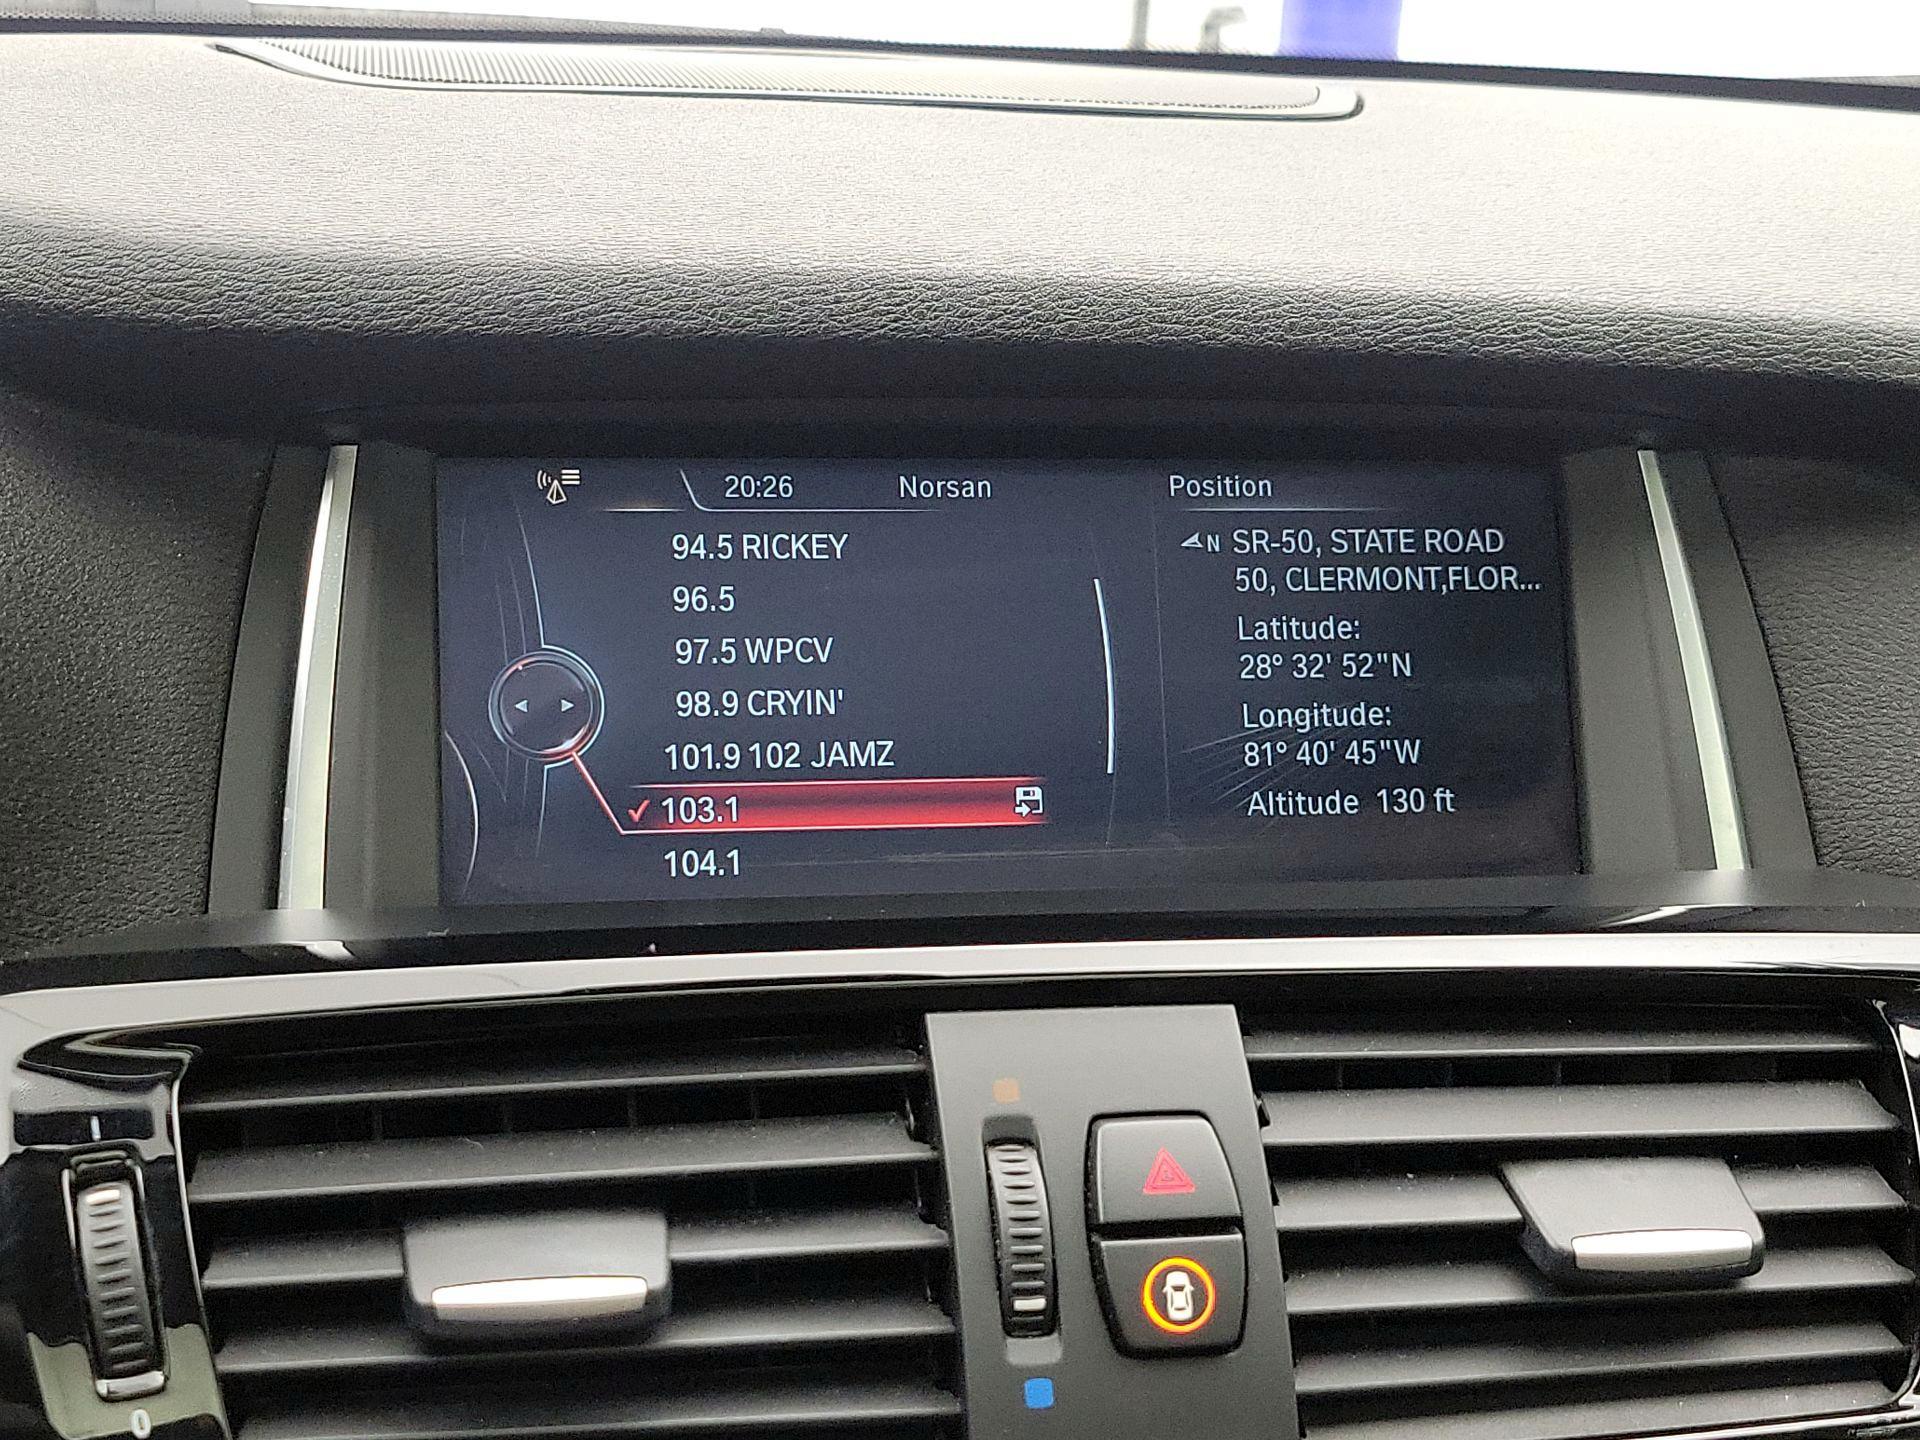 20:26 Norsan Position
94.5 RICKEY
96.5
97.5 WPCV
98.9 CRYIN'
101.9 102 JAMZ
103.1
104.1
N SR-50, STATE ROAD
50, CLERMONT,FLOR...
Latitude:
28° 32' 52"N
Longitude:
81° 40' 45"W
Altitude 130 ft
0